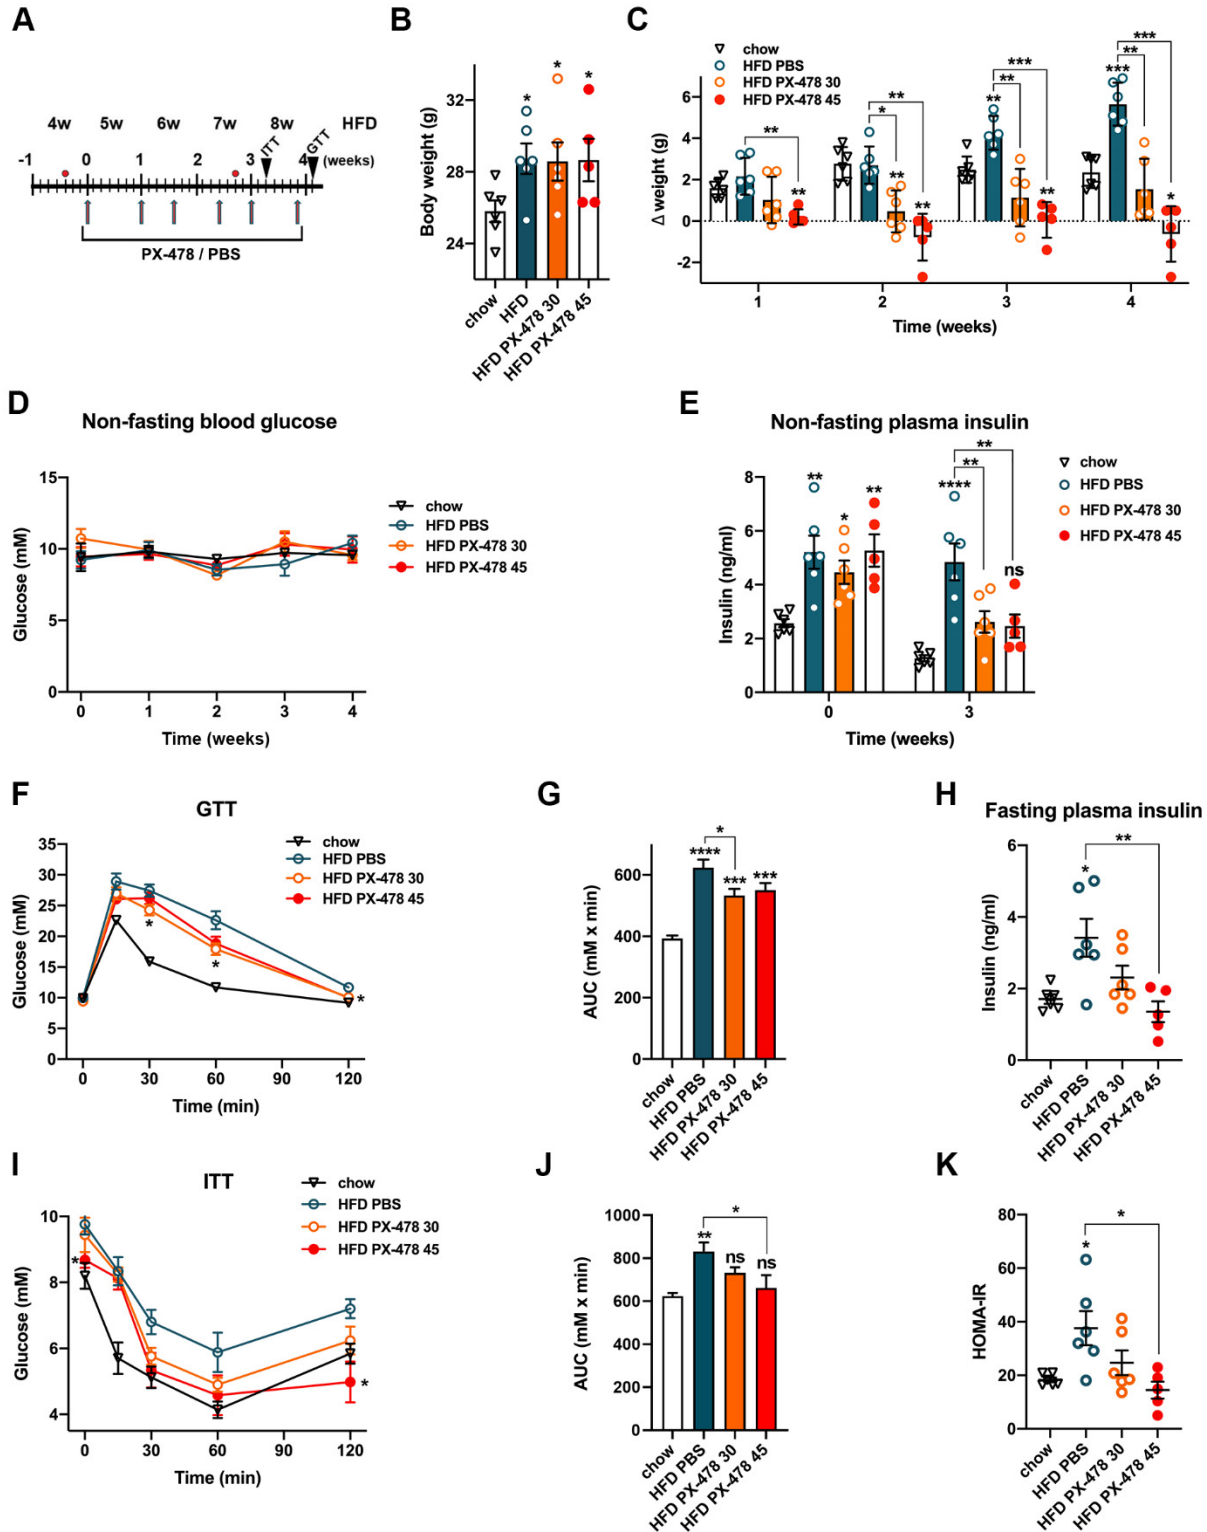 A
4w 5w 6w 7w 8w HFD
ITT
GTT
-1 0 1 2 3 4 (weeks)
PX-478 / PBS
B
Body weight (g)
32
28
24
* * *
chow
HFD
HFD PX-478 30
HFD PX-478 45
C
chow
HFD PBS
HFD PX-478 30
HFD PX-478 45
Δ weight (g)
6
4
2
0
-2
**
**
**
*
**
**
***
**
**
**
***
**
***
*
1 2 3 4
Time (weeks)
D
Non-fasting blood glucose
Glucose (mM)
15
10
5
0
0 1 2 3 4
Time (weeks)
chow
HFD PBS
HFD PX-478 30
HFD PX-478 45
E
Non-fasting plasma insulin
Insulin (ng/ml)
8
6
4
2
0
**
*
**
**
**
****
ns
0 3
Time (weeks)
chow
HFD PBS
HFD PX-478 30
HFD PX-478 45
F
GTT
Glucose (mM)
35
30
25
20
15
10
5
0
*
*
*
0 30 60 90 120
Time (min)
chow
HFD PBS
HFD PX-478 30
HFD PX-478 45
G
AUC (mM x min)
600
400
200
0
*
****
***
***
chow
HFD PBS
HFD PX-478 30
HFD PX-478 45
H
Fasting plasma insulin
Insulin (ng/ml)
6
4
2
0
**
*
chow
HFD PBS
HFD PX-478 30
HFD PX-478 45
I
ITT
Glucose (mM)
10
8
6
4
*
*
0 30 60 90 120
Time (min)
chow
HFD PBS
HFD PX-478 30
HFD PX-478 45
J
AUC (mM x min)
1000
800
600
400
200
0
*
**
ns
ns
chow
HFD PBS
HFD PX-478 30
HFD PX-478 45
K
HOMA-IR
80
60
40
20
0
*
*
chow
HFD PBS
HFD PX-478 30
HFD PX-478 45